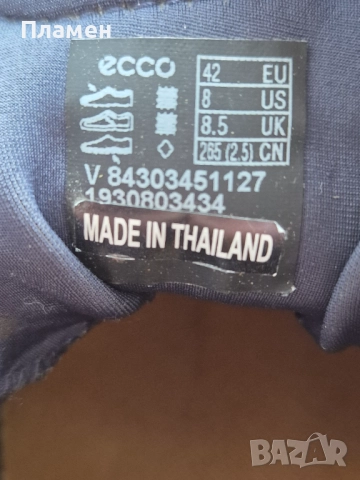 Пламен
ecco
42 EU
8 US
8.5 UK
265 (2.5) CN
V 84303451127
1930803434
MADE IN THAILAND
BAZAR